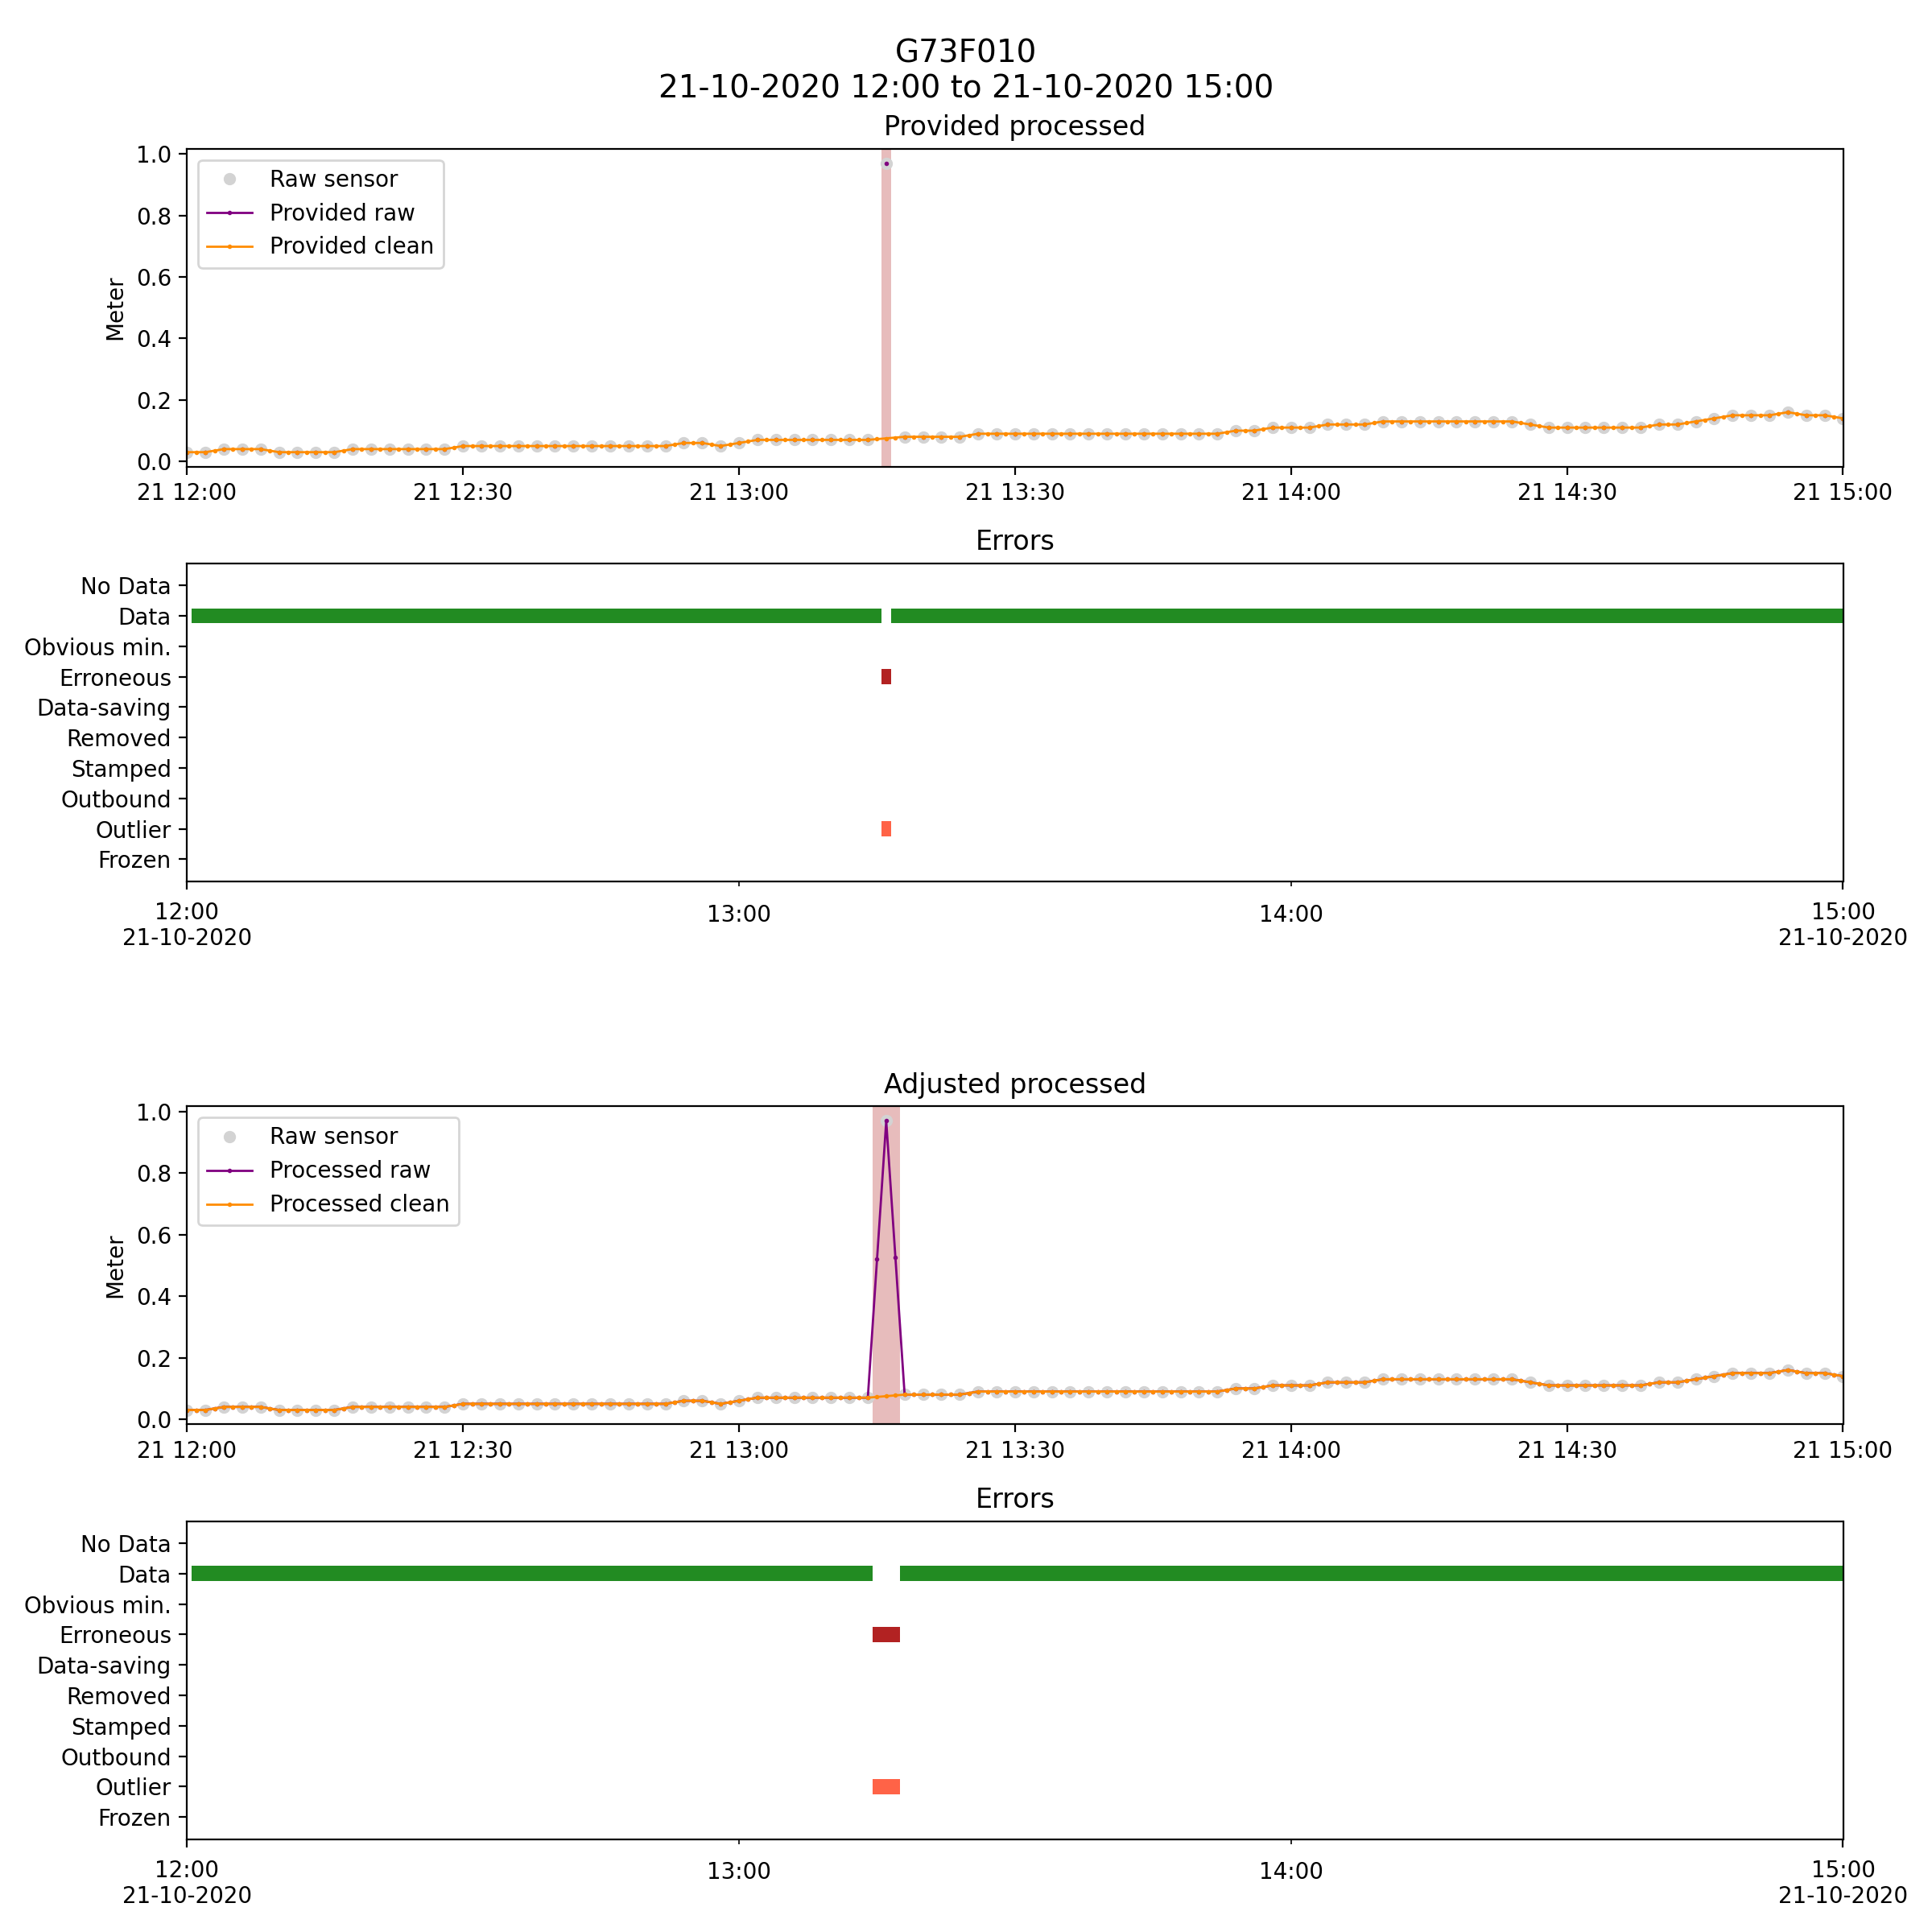 G73F010
21-10-2020 12:00 to 21-10-2020 15:00
Provided processed
1.0
0.8
0.6
0.4
0.2
0.0
Meter
Raw sensor
Provided raw
Provided clean
21 12:00 21 12:30 21 13:00 21 13:30 21 14:00 21 14:30 21 15:00
Errors
No Data
Data
Obvious min.
Erroneous
Data-saving
Removed
Stamped
Outbound
Outlier
Frozen
12:00 13:00 14:00 15:00
21-10-2020 21-10-2020
Adjusted processed
1.0
0.8
0.6
0.4
0.2
0.0
Meter
Raw sensor
Processed raw
Processed clean
21 12:00 21 12:30 21 13:00 21 13:30 21 14:00 21 14:30 21 15:00
Errors
No Data
Data
Obvious min.
Erroneous
Data-saving
Removed
Stamped
Outbound
Outlier
Frozen
12:00 13:00 14:00 15:00
21-10-2020 21-10-2020